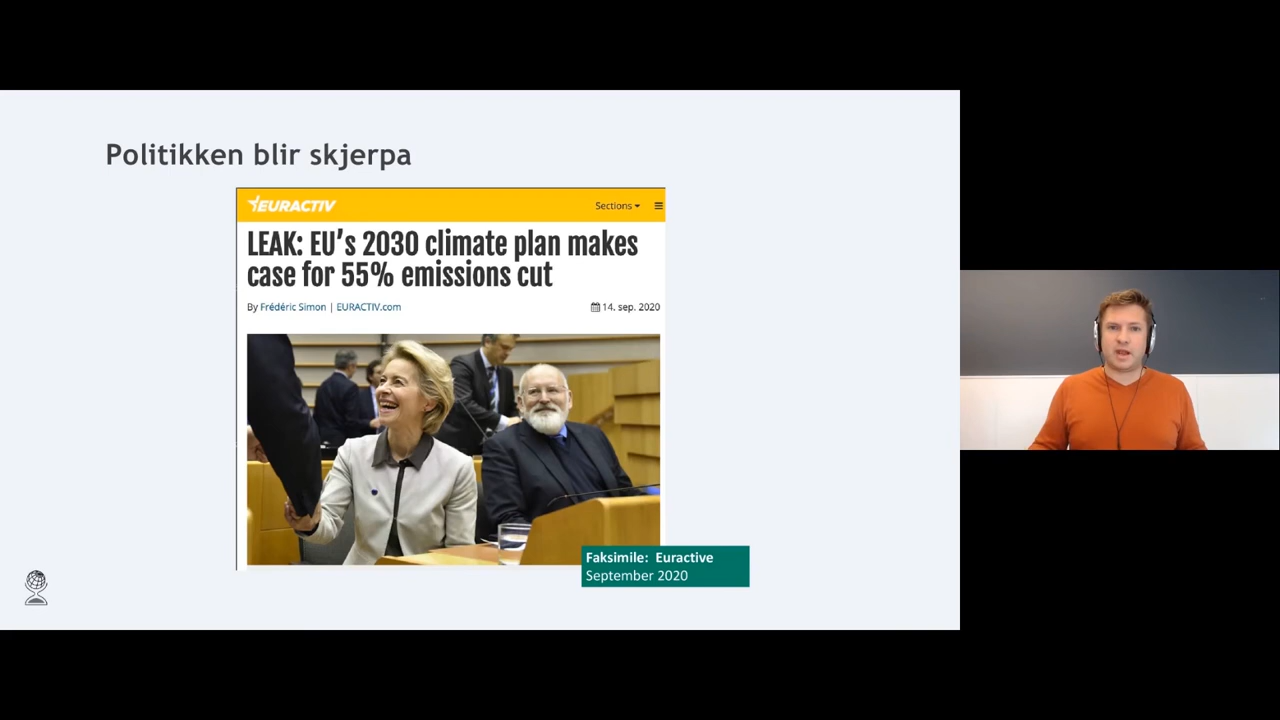 Politikken blir skjerpa
EURACTIV
Sections
LEAK: EU's 2030 climate plan makes
case for 55% emissions cut
By Frédéric Simon | EURACTIV.com
14. sep. 2020
Faksimile: Euractive
September 2020